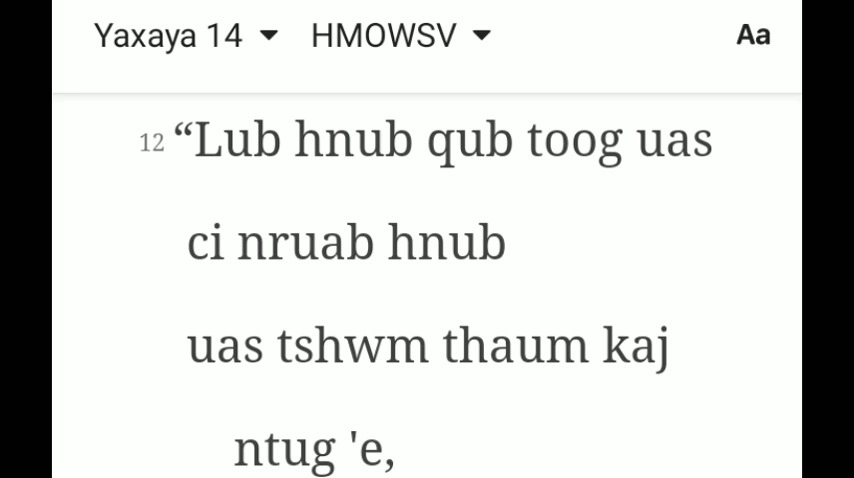 Yaxaya 14 HMOWSV Aa
12 “Lub hnub qub toog uas
ci nruab hnub
uas tshwm thaum kaj
ntug 'e,